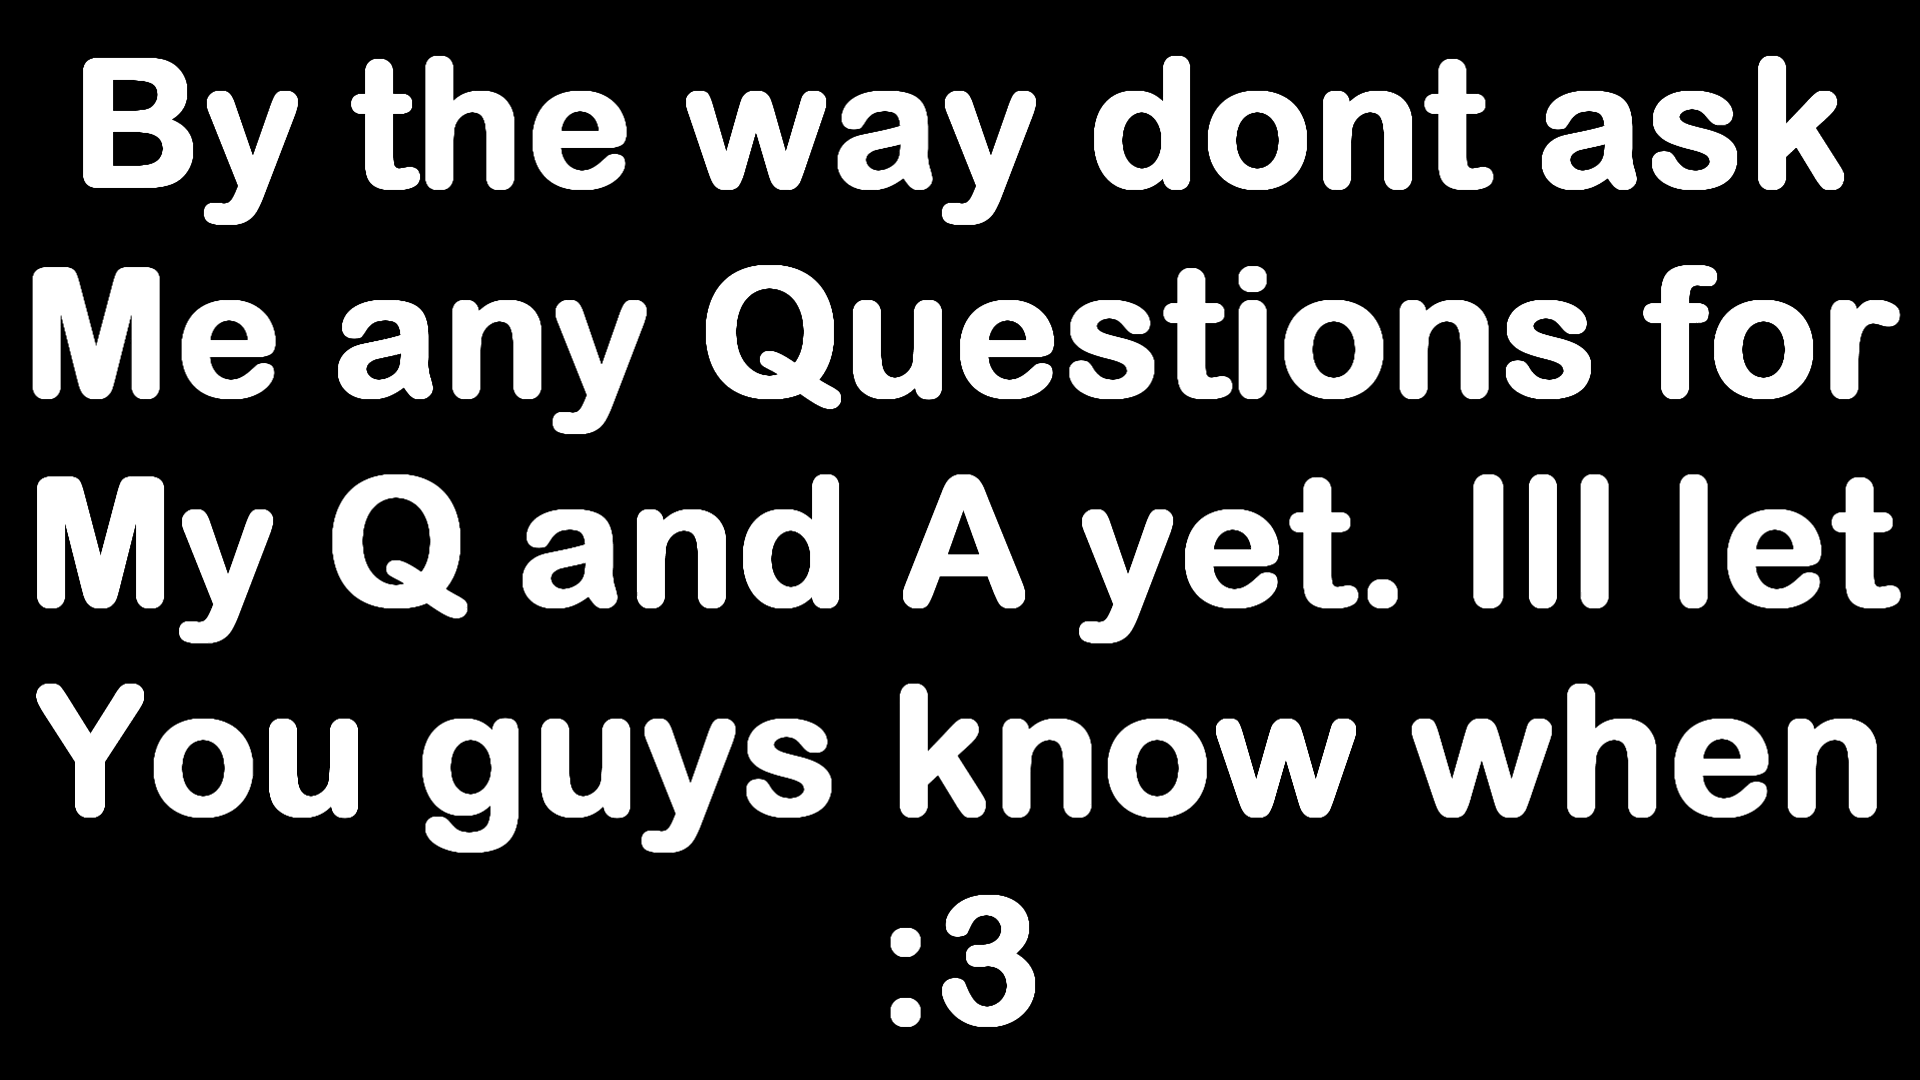 By the way dont ask
Me any Questions for
My Q and A yet. Ill let
You guys know when
:3